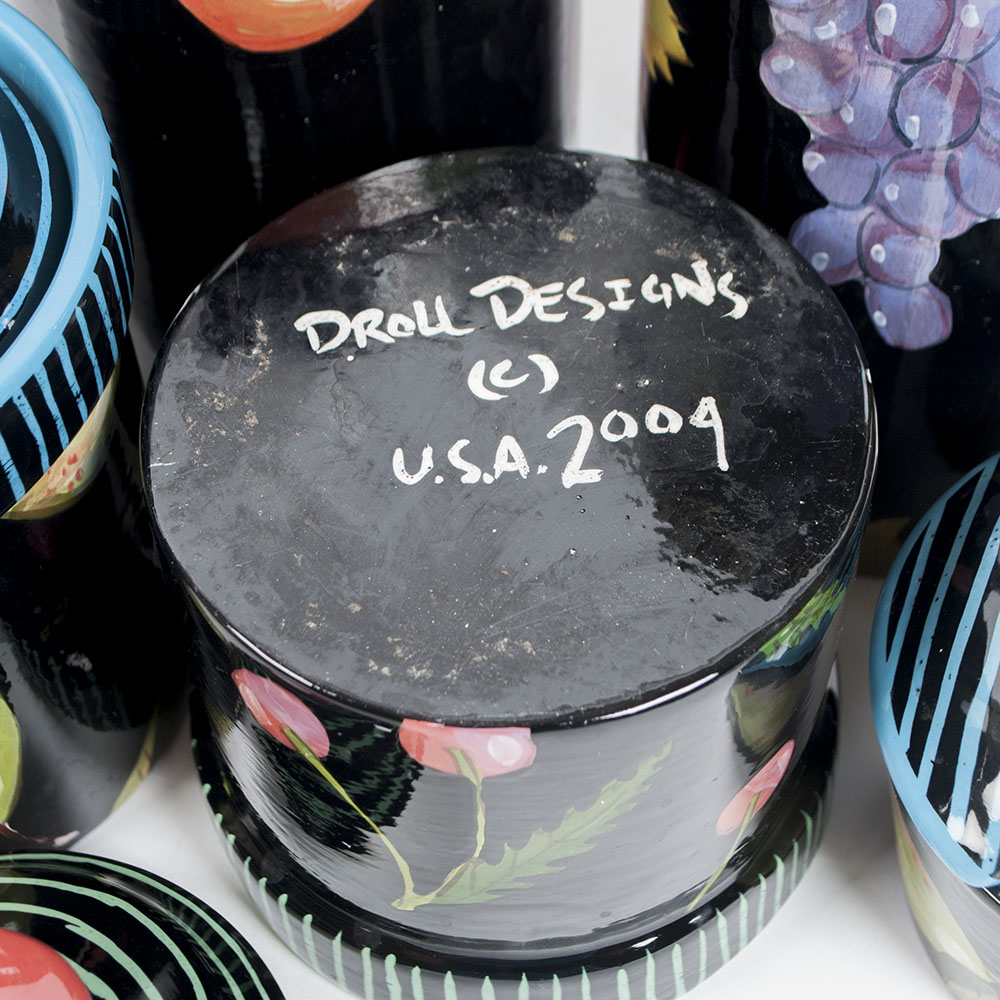 DROLL DESIGNS
(C)
U.S.A. 2009